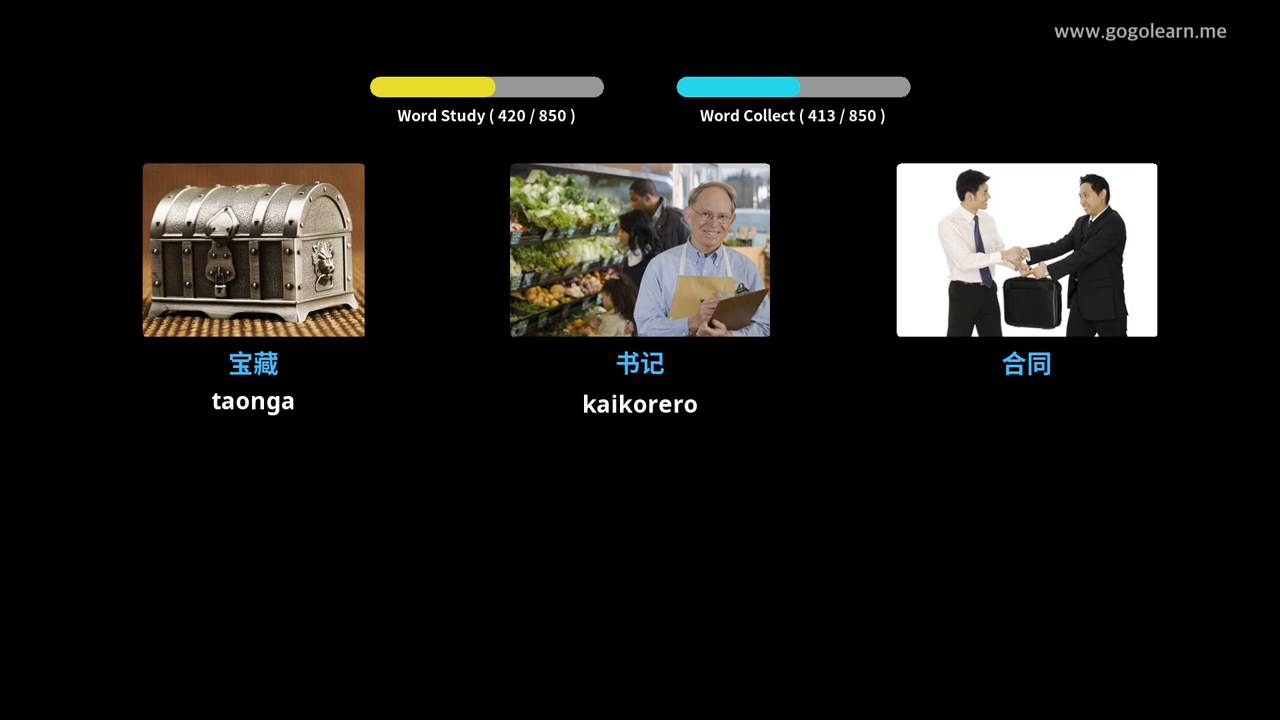 www.gogolearn.me
Word Study ( 420 / 850 )
Word Collect ( 413 / 850 )
宝藏
taonga
书记
kaikorero
合同